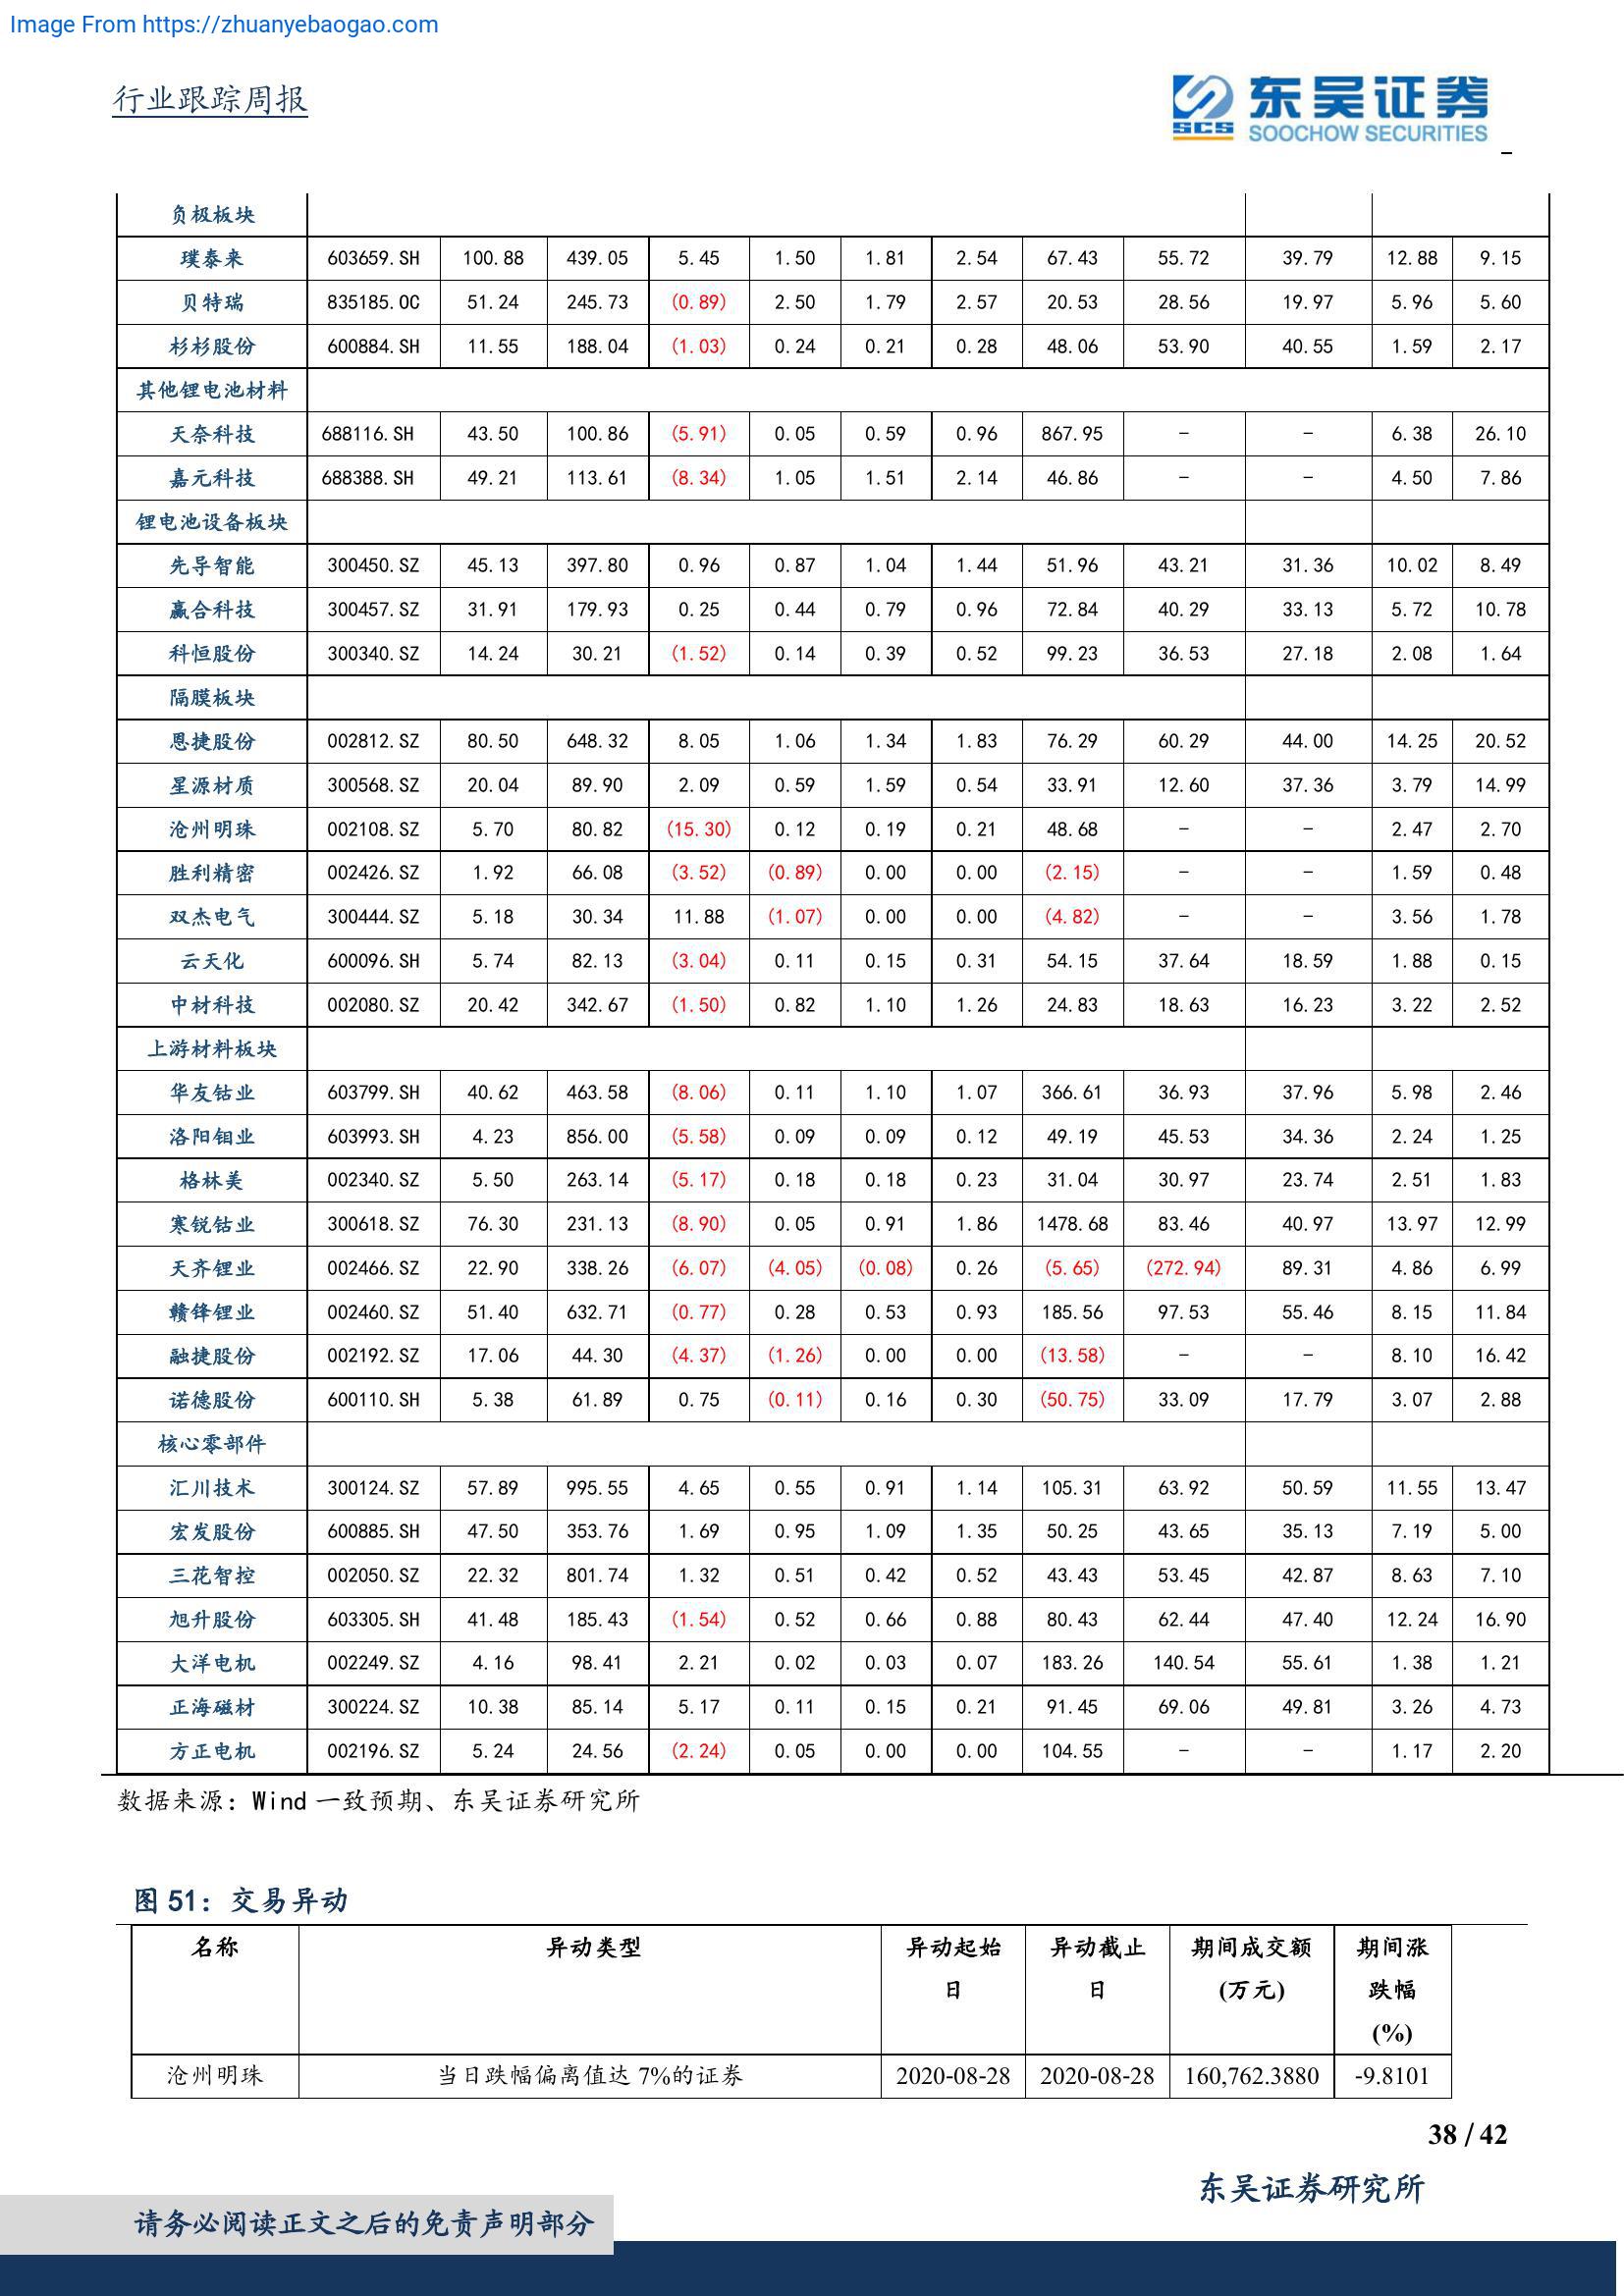 Image From https://zhuanyebaogao.com
行业跟踪周报
东吴证券
SCS
SOOCHOW SECURITIES
负极板块
璞泰来 603659.SH 100.88 439.05 5.45 1.50 1.81 2.54 67.43 55.72 39.79 12.88 9.15
贝特瑞 835185.OC 51.24 245.73 (0.89) 2.50 1.79 2.57 20.53 28.56 19.97 5.96 5.60
杉杉股份 600884.SH 11.55 188.04 (1.03) 0.24 0.21 0.28 48.06 53.90 40.55 1.59 2.17
其他锂电池材料
天奈科技 688116.SH 43.50 100.86 (5.91) 0.05 0.59 0.96 867.95 - - 6.38 26.10
嘉元科技 688388.SH 49.21 113.61 (8.34) 1.05 1.51 2.14 46.86 - - 4.50 7.86
锂电池设备板块
先导智能 300450.SZ 45.13 397.80 0.96 0.87 1.04 1.44 51.96 43.21 31.36 10.02 8.49
赢合科技 300457.SZ 31.91 179.93 0.25 0.44 0.79 0.96 72.84 40.29 33.13 5.72 10.78
科恒股份 300340.SZ 14.24 30.21 (1.52) 0.14 0.39 0.52 99.23 36.53 27.18 2.08 1.64
隔膜板块
恩捷股份 002812.SZ 80.50 648.32 8.05 1.06 1.34 1.83 76.29 60.29 44.00 14.25 20.52
星源材质 300568.SZ 20.04 89.90 2.09 0.59 1.59 0.54 33.91 12.60 37.36 3.79 14.99
沧州明珠 002108.SZ 5.70 80.82 (15.30) 0.12 0.19 0.21 48.68 - - 2.47 2.70
胜利精密 002426.SZ 1.92 66.08 (3.52) (0.89) 0.00 0.00 (2.15) - - 1.59 0.48
双杰电气 300444.SZ 5.18 30.34 11.88 (1.07) 0.00 0.00 (4.82) - - 3.56 1.78
云天化 600096.SH 5.74 82.13 (3.04) 0.11 0.15 0.31 54.15 37.64 18.59 1.88 0.15
中材科技 002080.SZ 20.42 342.67 (1.50) 0.82 1.10 1.26 24.83 18.63 16.23 3.22 2.52
上游材料板块
华友钴业 603799.SH 40.62 463.58 (8.06) 0.11 1.10 1.07 366.61 36.93 37.96 5.98 2.46
洛阳钼业 603993.SH 4.23 856.00 (5.58) 0.09 0.09 0.12 49.19 45.53 34.36 2.24 1.25
格林美 002340.SZ 5.50 263.14 (5.17) 0.18 0.18 0.23 31.04 30.97 23.74 2.51 1.83
寒锐钴业 300618.SZ 76.30 231.13 (8.90) 0.05 0.91 1.86 1478.68 83.46 40.97 13.97 12.99
天齐锂业 002466.SZ 22.90 338.26 (6.07) (4.05) (0.08) 0.26 (5.65) (272.94) 89.31 4.86 6.99
赣锋锂业 002460.SZ 51.40 632.71 (0.77) 0.28 0.53 0.93 185.56 97.53 55.46 8.15 11.84
融捷股份 002192.SZ 17.06 44.30 (4.37) (1.26) 0.00 0.00 (13.58) - - 8.10 16.42
诺德股份 600110.SH 5.38 61.89 0.75 (0.11) 0.16 0.30 (50.75) 33.09 17.79 3.07 2.88
核心零部件
汇川技术 300124.SZ 57.89 995.55 4.65 0.55 0.91 1.14 105.31 63.92 50.59 11.55 13.47
宏发股份 600885.SH 47.50 353.76 1.69 0.95 1.09 1.35 50.25 43.65 35.13 7.19 5.00
三花智控 002050.SZ 22.32 801.74 1.32 0.51 0.42 0.52 43.43 53.45 42.87 8.63 7.10
旭升股份 603305.SH 41.48 185.43 (1.54) 0.52 0.66 0.88 80.43 62.44 47.40 12.24 16.90
大洋电机 002249.SZ 4.16 98.41 2.21 0.02 0.03 0.07 183.26 140.54 55.61 1.38 1.21
正海磁材 300224.SZ 10.38 85.14 5.17 0.11 0.15 0.21 91.45 69.06 49.81 3.26 4.73
方正电机 002196.SZ 5.24 24.56 (2.24) 0.05 0.00 0.00 104.55 - - 1.17 2.20
数据来源：Wind 一致预期、东吴证券研究所
图 51：交易异动
名称 异动类型 异动起始 异动截止 期间成交额 期间涨
日 日 (万元) 跌幅
(%)
沧州明珠 当日跌幅偏离值达 7%的证券 2020-08-28 2020-08-28 160,762.3880 -9.8101
38 / 42
东吴证券研究所
请务必阅读正文之后的免责声明部分